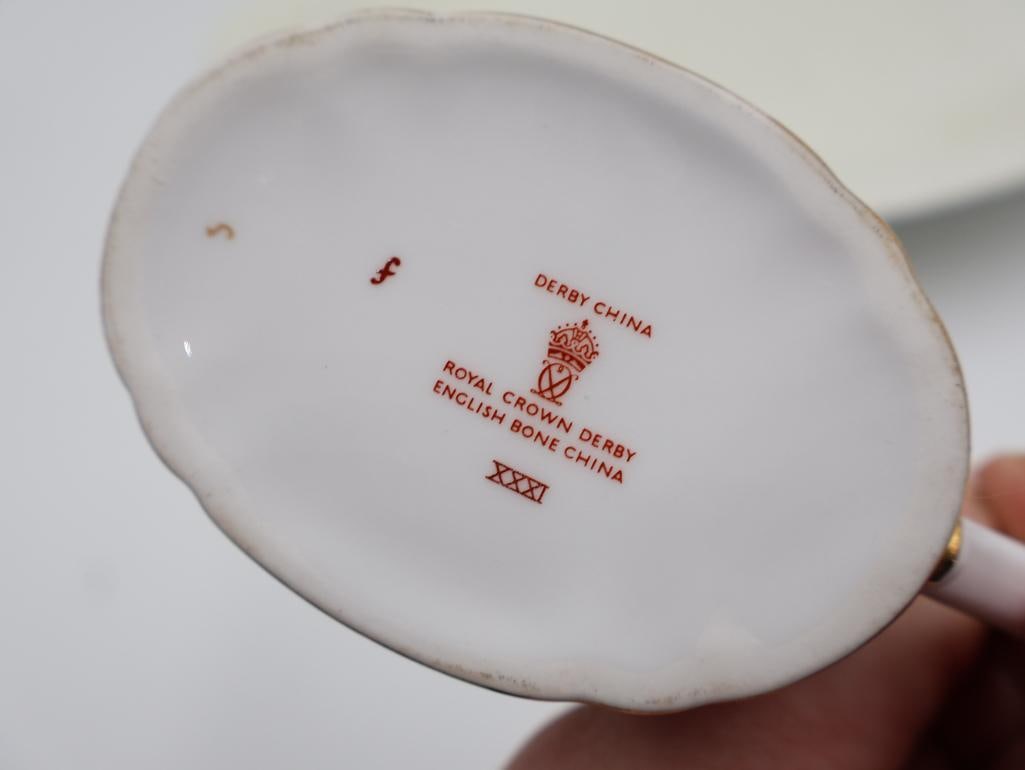 S
f
DERBY CHINA
ROYAL CROWN DERBY
ENGLISH BONE CHINA
XXXI